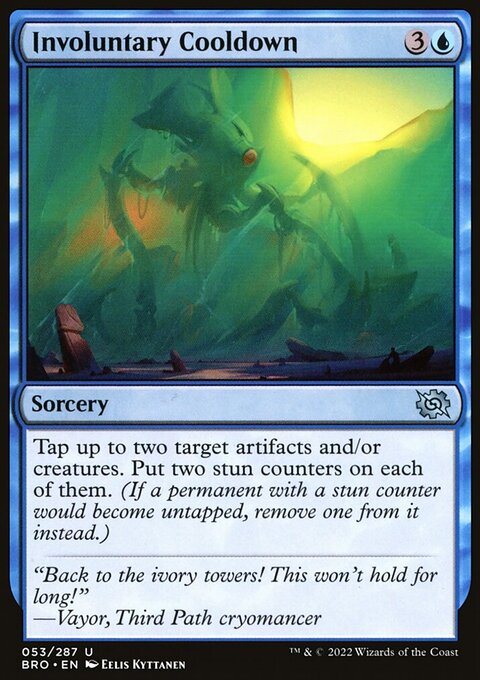 Involuntary Cooldown 3
Sorcery
Tap up to two target artifacts and/or
creatures. Put two stun counters on each
of them. (If a permanent with a stun counter
would become untapped, remove one from it
instead.)
“Back to the ivory towers! This won’t hold for
long!”
—Vayor, Third Path cryomancer
053/287 U
BRO • EN Eelis Kyttanen
™ & © 2022 Wizards of the Coast